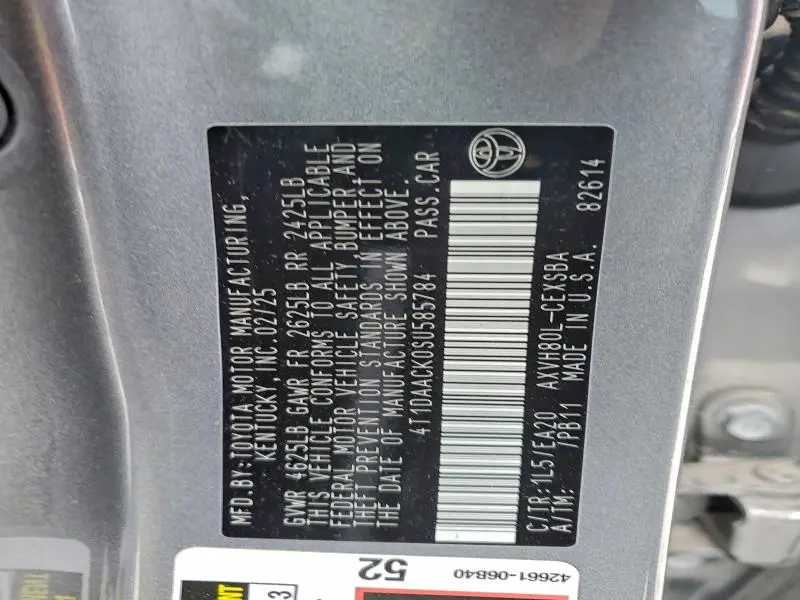 MFD.BY:TOYOTA MOTOR MANUFACTURING,
KENTUCKY, INC.02/25
GVWR 4625LB GAWR FR 2625LB RR 2425LB
THIS VEHICLE CONFORMS TO ALL APPLICABLE
FEDERAL MOTOR VEHICLE SAFETY, BUMPER,AND
THEFT PREVENTION STANDARDS IN EFFECT ON
THE DATE OF MANUFACTURE SHOWN ABOVE.
4T1DAACK0SU585784 PASS.CAR
C/TR:1L5/EA20 AXVH80L-CEXSBA
A/TM: /PB11 MADE IN U.S.A. 82614
52
42661-06840